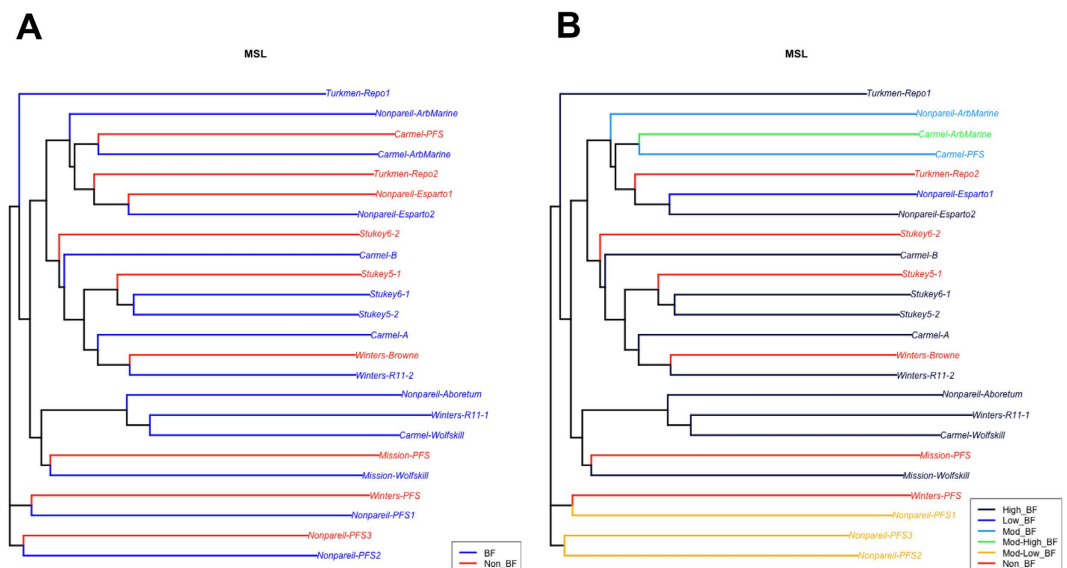 A
MSL
Turkmen-Repo1
Nonpareil-ArbMarine
Carmel-PFS
Carmel-ArbMarine
Turkmen-Repo2
Nonpareil-Esparto1
Nonpareil-Esparto2
Stukey6-2
Carmel-B
Stukey5-1
Stukey6-1
Stukey5-2
Carmel-A
Winters-Browne
Winters-R11-2
Nonpareil-Aboretum
Winters-R11-1
Carmel-Wolfskill
Mission-PFS
Mission-Wolfskill
Winters-PFS
Nonpareil-PFS1
Nonpareil-PFS3
Nonpareil-PFS2
BF
Non_BF
B
MSL
Turkmen-Repo1
Nonpareil-ArbMarine
Carmel-ArbMarine
Carmel-PFS
Turkmen-Repo2
Nonpareil-Esparto1
Nonpareil-Esparto2
Stukey6-2
Carmel-B
Stukey5-1
Stukey6-1
Stukey5-2
Carmel-A
Winters-Browne
Winters-R11-2
Nonpareil-Aboretum
Winters-R11-1
Carmel-Wolfskill
Mission-PFS
Mission-Wolfskill
Winters-PFS
Nonpareil-PFS1
Nonpareil-PFS3
Nonpareil-PFS2
High_BF
Low_BF
Mod_BF
Mod-High_BF
Mod-Low_BF
Non_BF